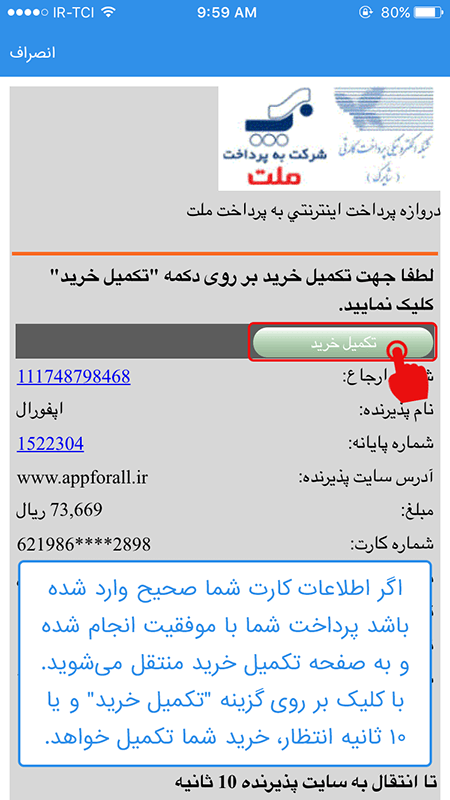 IR-TCI 9:59 AM 80%
انصراف
شبکه الکترونیکی پرداخت کارتی
(شاپرک)
شرکت به پرداخت
ملت
دروازه پرداخت اینترنتي به پرداخت ملت
لطفا جهت تکمیل خرید بر روی دکمه "تکمیل خرید"
کلیک نمایید.
تکمیل خرید
ارجاع: 111748798468
نام پذیرنده: اپفورال
شماره پایانه: 1522304
آدرس سایت پذیرنده: www.appforall.ir
مبلغ: 73,669 ریال
شماره کارت: 621986****2898
اگر اطلاعات کارت شما صحیح وارد شده
باشد پرداخت شما با موفقیت انجام شده
و به صفحه تکمیل خرید منتقل می‌شوید.
با کلیک بر روی گزینه "تکمیل خرید" و یا
۱۰ ثانیه انتظار، خرید شما تکمیل خواهد.
تا انتقال به سایت پذیرنده 10 ثانیه